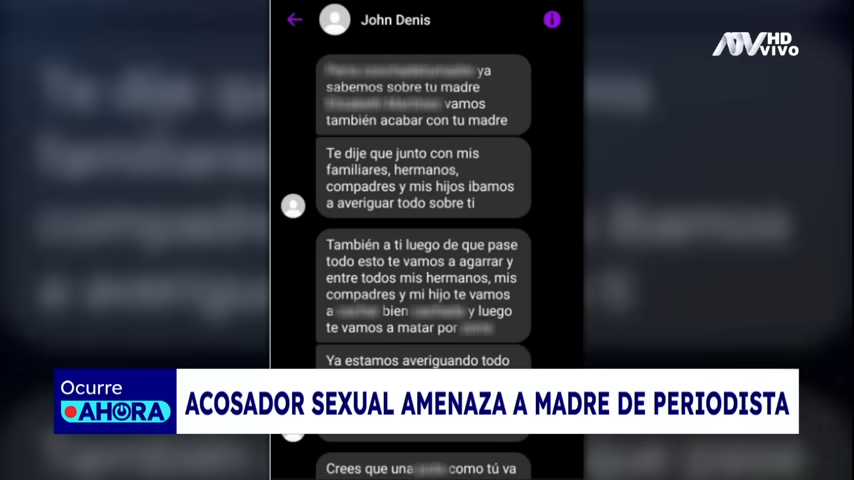 John Denis
ATV HD
VIVO
ya
sabemos sobre tu madre
vamos
también acabar con tu madre
Te dije que junto con mis
familiares, hermanos,
compadres y mis hijos ibamos
a averiguar todo sobre ti
También a ti luego de que pase
todo esto te vamos a agarrar y
entre todos mis hermanos, mis
compadres y mi hijo te vamos
a bien y luego
te vamos a matar por
Ya estamos averiguando todo
Ocurre
AHORA
ACOSADOR SEXUAL AMENAZA A MADRE DE PERIODISTA
Crees que una como tú va